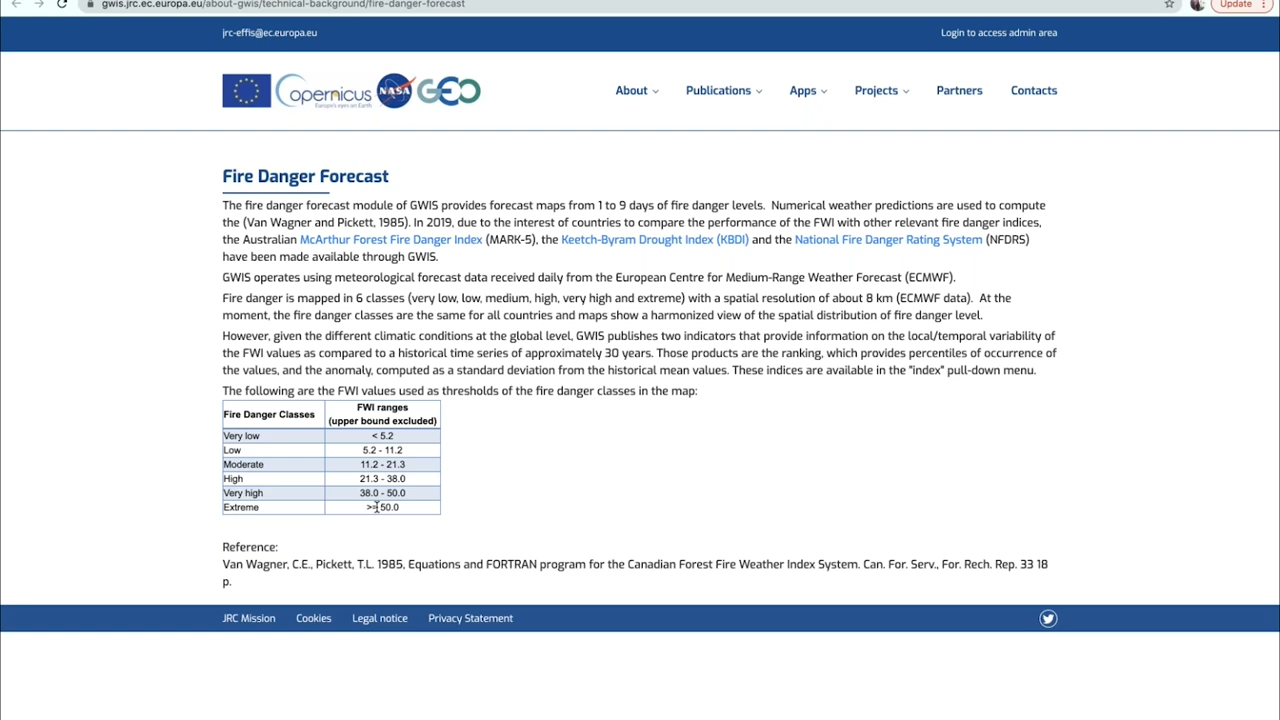 gwis.jrc.ec.europa.eu/about-gwis/technical-background/fire-danger-forecast
Update
jrc-effis@ec.europa.eu
Login to access admin area
opernicus
Europe's eyes on Earth
NASA
GEO
About
Publications
Apps
Projects
Partners
Contacts
Fire Danger Forecast
The fire danger forecast module of GWIS provides forecast maps from 1 to 9 days of fire danger levels. Numerical weather predictions are used to compute
the (Van Wagner and Pickett, 1985). In 2019, due to the interest of countries to compare the performance of the FWI with other relevant fire danger indices,
the Australian McArthur Forest Fire Danger Index (MARK-5), the Keetch-Byram Drought Index (KBDI) and the National Fire Danger Rating System (NFDRS)
have been made available through GWIS.
GWIS operates using meteorological forecast data received daily from the European Centre for Medium-Range Weather Forecast (ECMWF).
Fire danger is mapped in 6 classes (very low, low, medium, high, very high and extreme) with a spatial resolution of about 8 km (ECMWF data). At the
moment, the fire danger classes are the same for all countries and maps show a harmonized view of the spatial distribution of fire danger level.
However, given the different climatic conditions at the global level, GWIS publishes two indicators that provide information on the local/temporal variability of
the FWI values as compared to a historical time series of approximately 30 years. Those products are the ranking, which provides percentiles of occurrence of
the values, and the anomaly, computed as a standard deviation from the historical mean values. These indices are available in the "index" pull-down menu.
The following are the FWI values used as thresholds of the fire danger classes in the map:
Fire Danger Classes FWI ranges
(upper bound excluded)
Very low < 5.2
Low 5.2 - 11.2
Moderate 11.2 - 21.3
High 21.3 - 38.0
Very high 38.0 - 50.0
Extreme >= 50.0
Reference:
Van Wagner, C.E., Pickett, T.L. 1985, Equations and FORTRAN program for the Canadian Forest Fire Weather Index System. Can. For. Serv., For. Rech. Rep. 33 18
p.
JRC Mission
Cookies
Legal notice
Privacy Statement